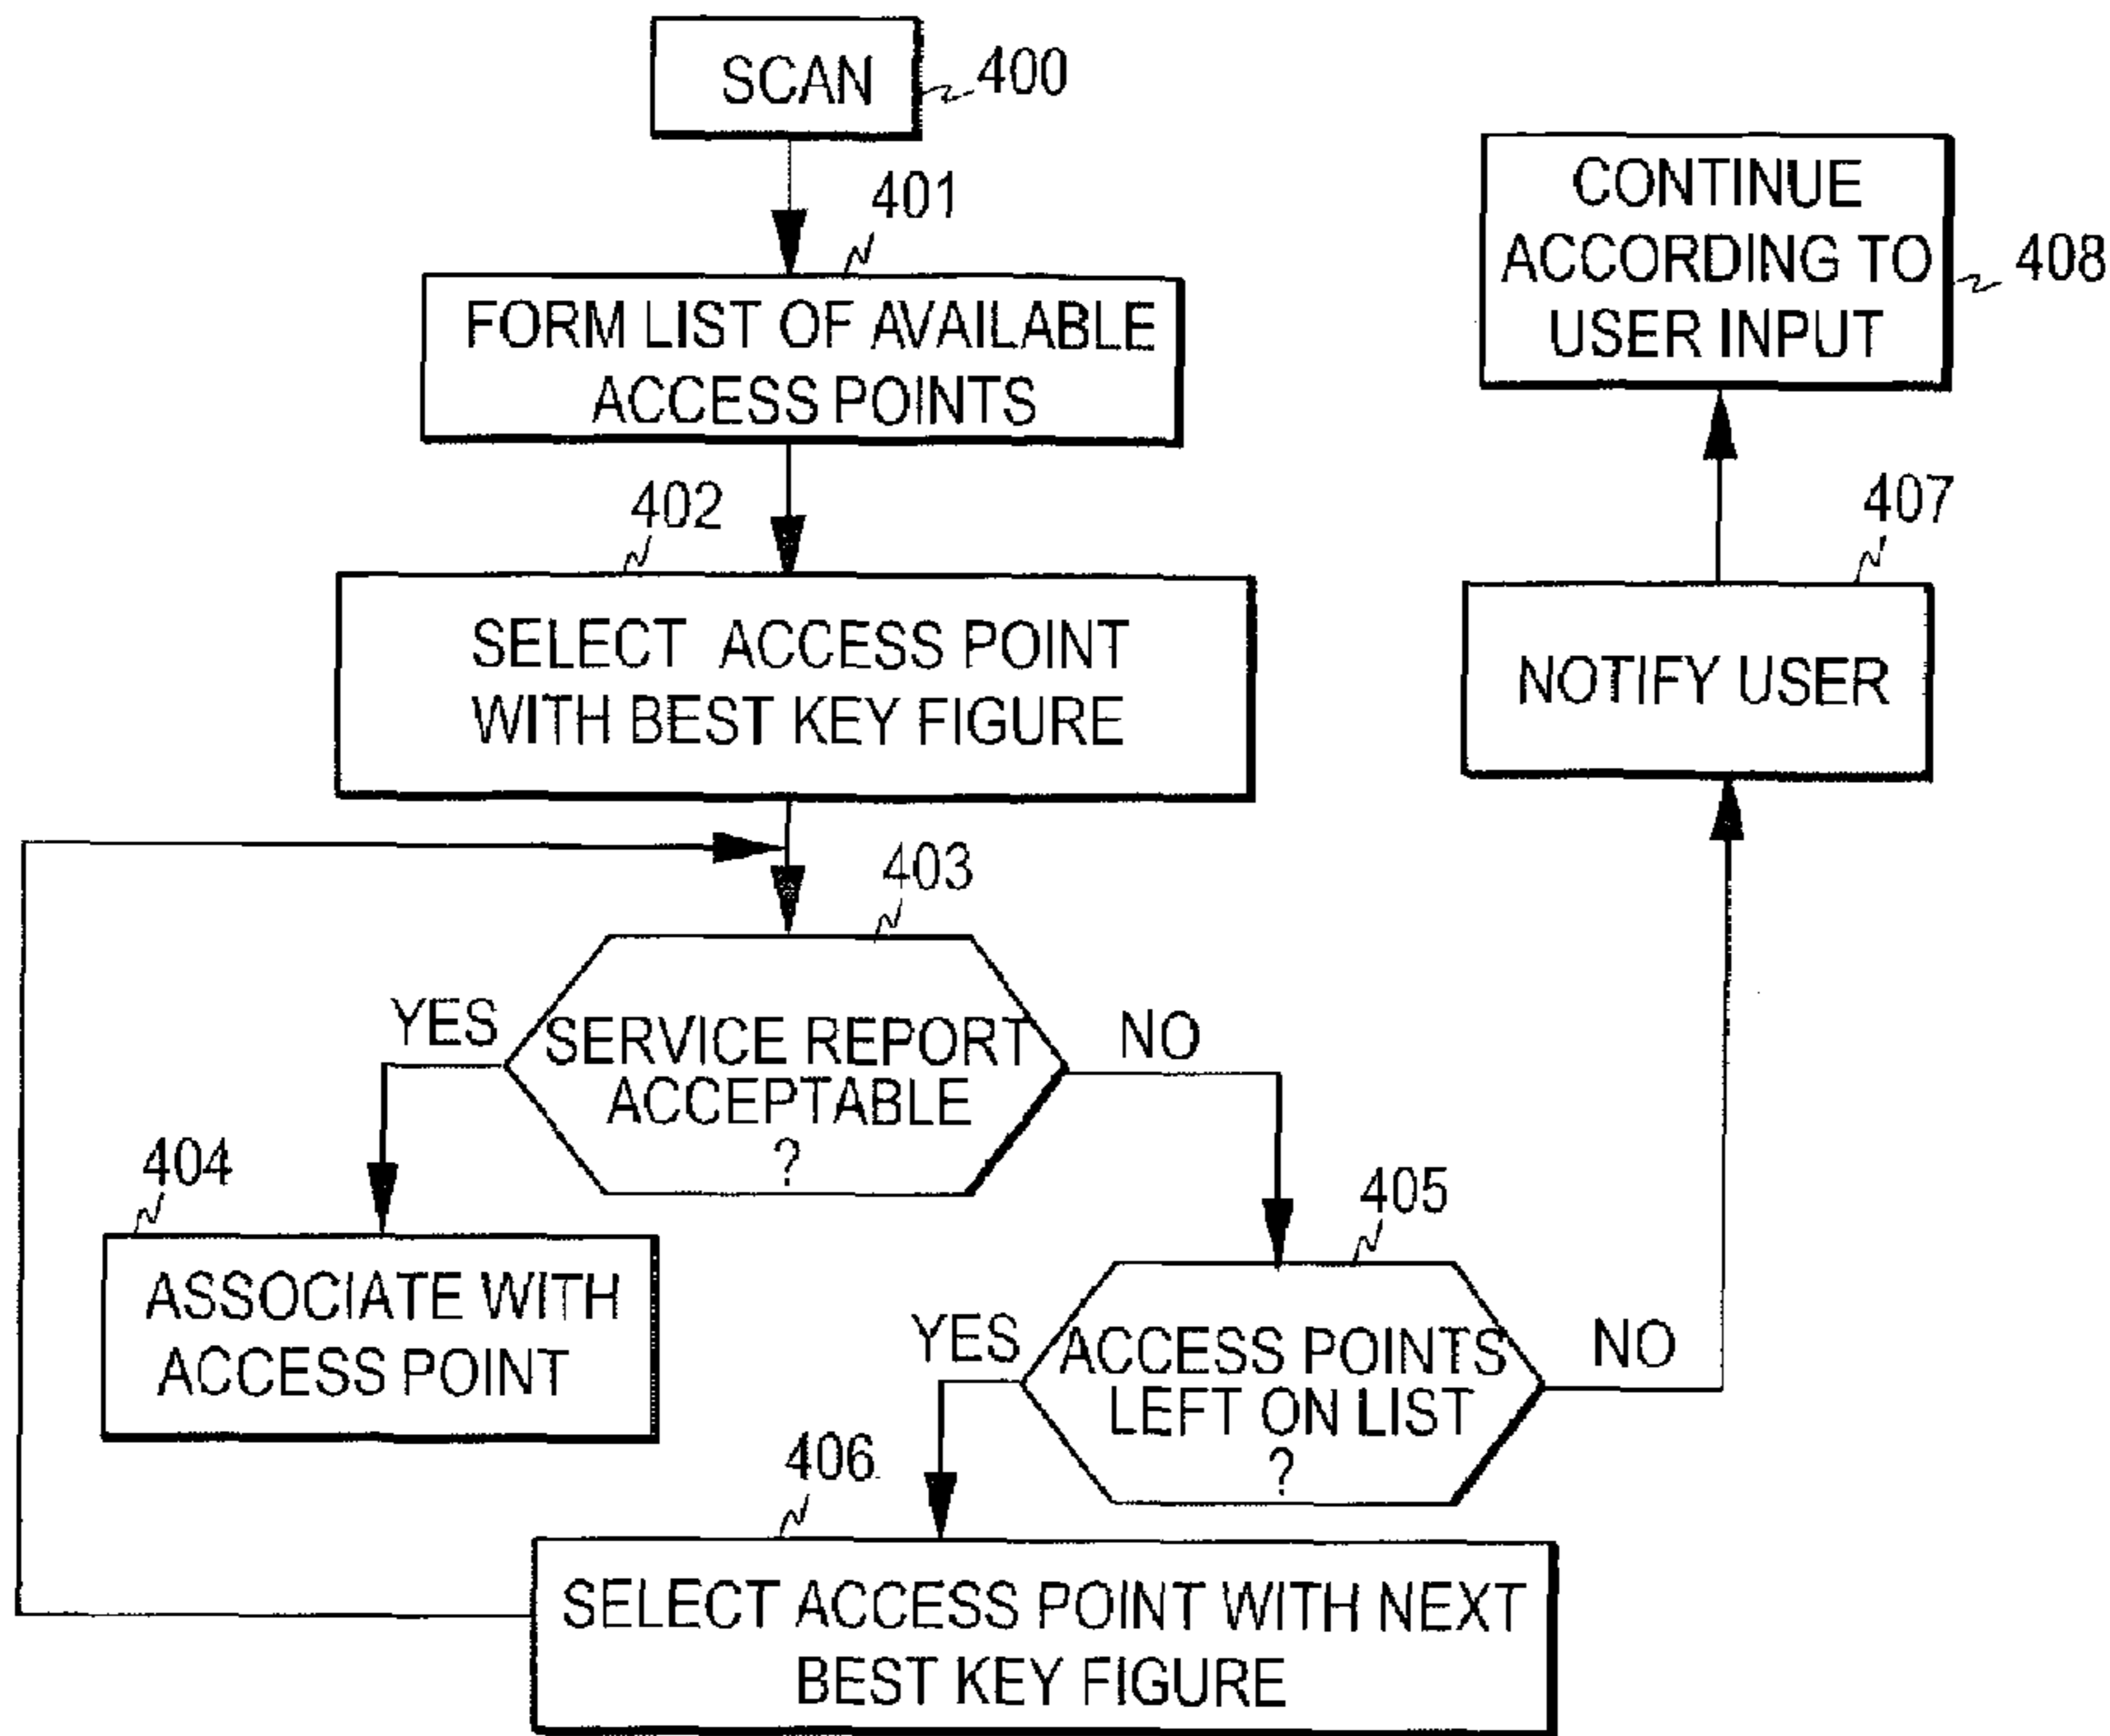 SCAN
400
401
FORM LIST OF AVAILABLE
ACCESS POINTS
402
SELECT ACCESS POINT
WITH BEST KEY FIGURE
403
YES
SERVICE REPORT
ACCEPTABLE
?
NO
404
ASSOCIATE WITH
ACCESS POINT
405
YES
ACCESS POINTS
LEFT ON LIST
?
NO
406
SELECT ACCESS POINT WITH NEXT
BEST KEY FIGURE
407
NOTIFY USER
CONTINUE
ACCORDING TO
USER INPUT
408